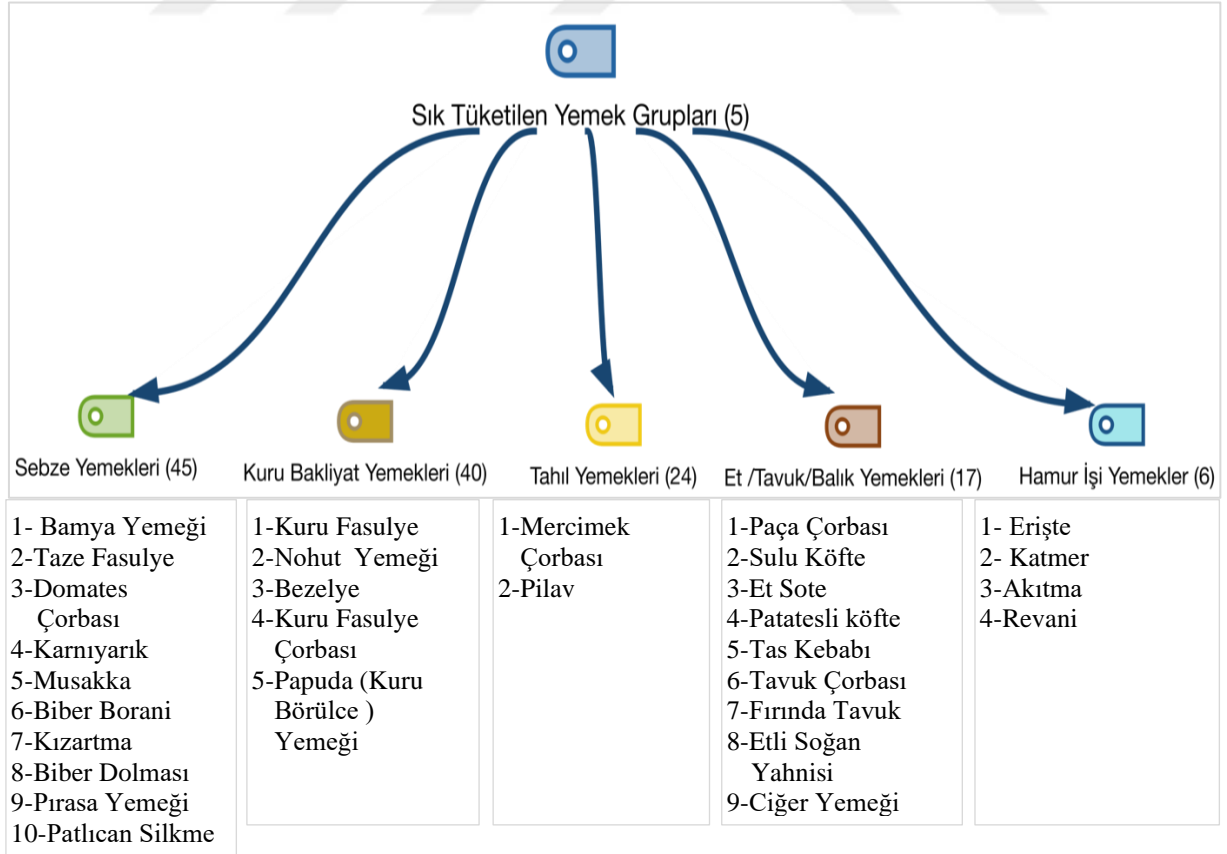 Sık Tüketilen Yemek Grupları (5)
Sebze Yemekleri (45)
Kuru Bakliyat Yemekleri (40)
Tahıl Yemekleri (24)
Et /Tavuk/Balık Yemekleri (17)
Hamur İşi Yemekler (6)
1- Bamya Yemeği
2-Taze Fasulye
3-Domates
Çorbası
4-Karnıyarık
5-Musakka
6-Biber Borani
7-Kızartma
8-Biber Dolması
9-Pırasa Yemeği
10-Patlıcan Silkme
1-Kuru Fasulye
2-Nohut Yemeği
3-Bezelye
4-Kuru Fasulye
Çorbası
5-Papuda (Kuru
Börülce )
Yemeği
1-Mercimek
Çorbası
2-Pilav
1-Paça Çorbası
2-Sulu Köfte
3-Et Sote
4-Patatesli köfte
5-Tas Kebabı
6-Tavuk Çorbası
7-Fırında Tavuk
8-Etli Soğan
Yahnisi
9-Ciğer Yemeği
1- Erişte
2- Katmer
3-Akıtma
4-Revani